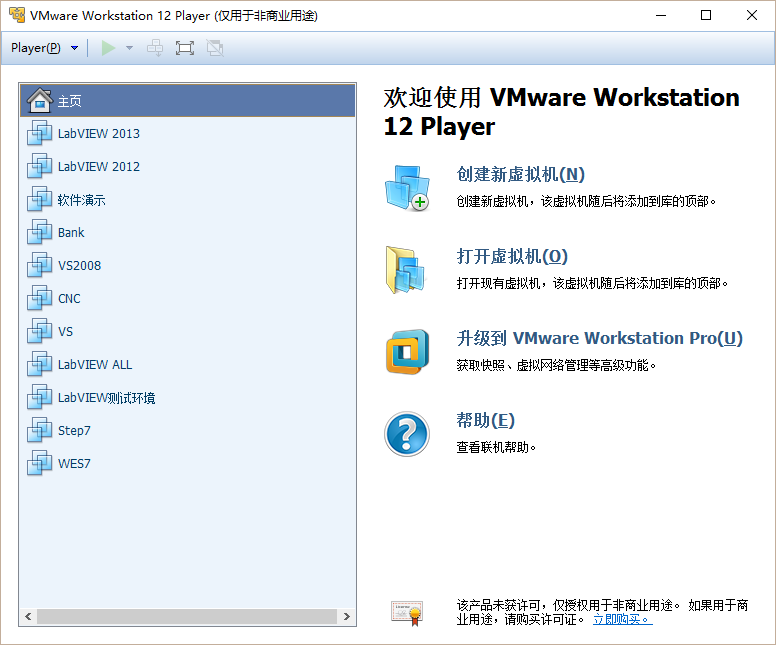 VMware Workstation 12 Player (仅用于非商业用途)
Player(P)
主页
LabVIEW 2013
LabVIEW 2012
软件演示
Bank
VS2008
CNC
VS
LabVIEW ALL
LabVIEW测试环境
Step7
WES7
欢迎使用 VMware Workstation
12 Player
创建新虚拟机(N)
创建新虚拟机，该虚拟机随后将添加到库的顶部。
打开虚拟机(O)
打开现有虚拟机，该虚拟机随后将添加到库的顶部。
升级到 VMware Workstation Pro(U)
获取快照、虚拟网络管理等高级功能。
帮助(E)
查看联机帮助。
License
该产品未获许可，仅授权用于非商业用途。 如果用于商
业用途，请购买许可证。 立即购买。